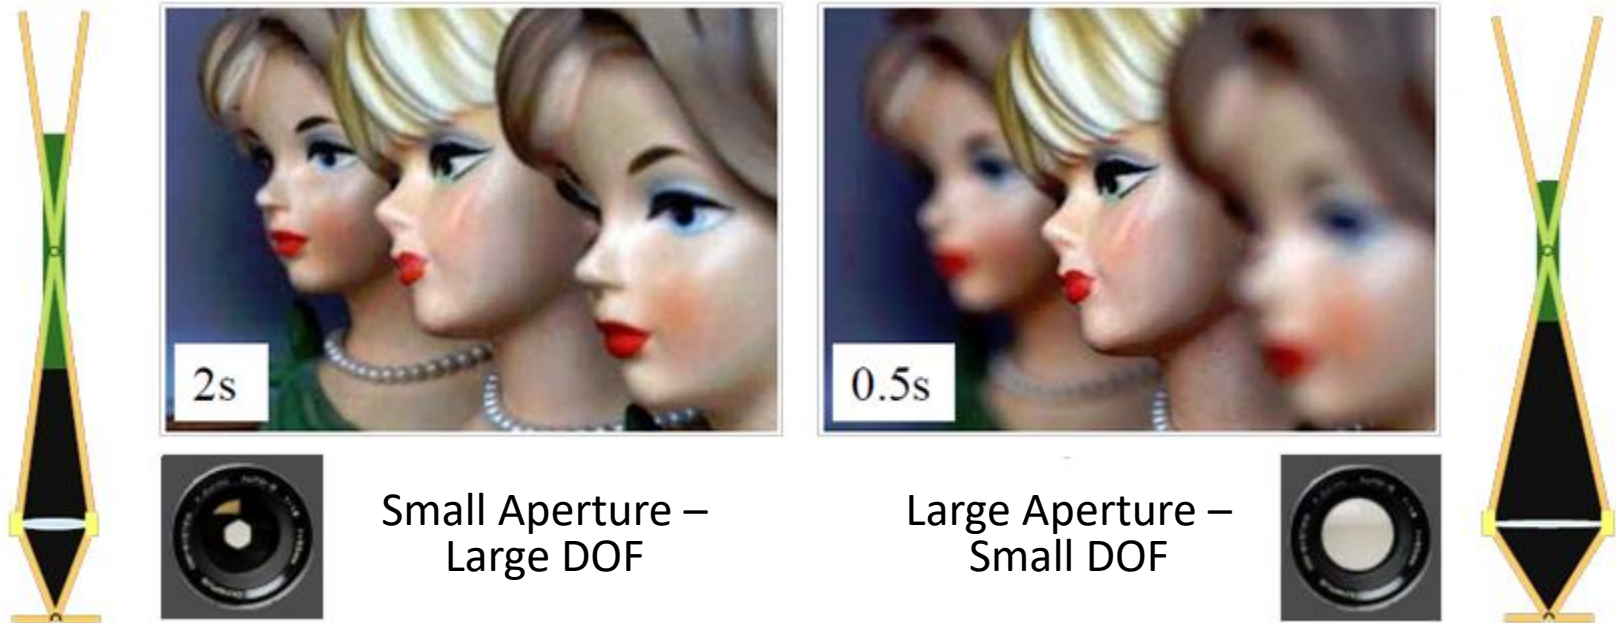 2s
0.5s
Small Aperture –
Large DOF
Large Aperture –
Small DOF